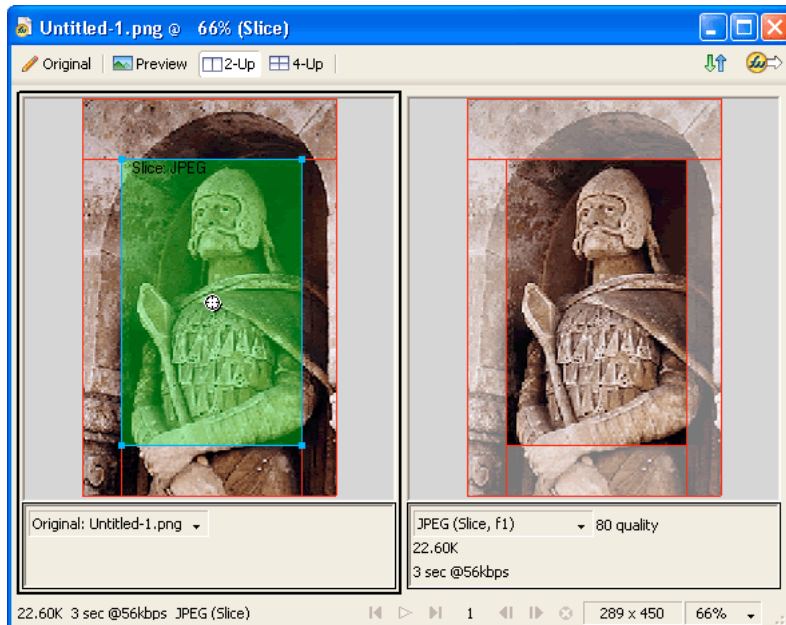 Untitled-1.png @ 66% (Slice)
Original Preview 2-Up 4-Up
Slice: JPEG
Original: Untitled-1.png
JPEG (Slice, f1) 80 quality
22.60K
3 sec @56kbps
22.60K 3 sec @56kbps JPEG (Slice) 1 289 x 450 66%